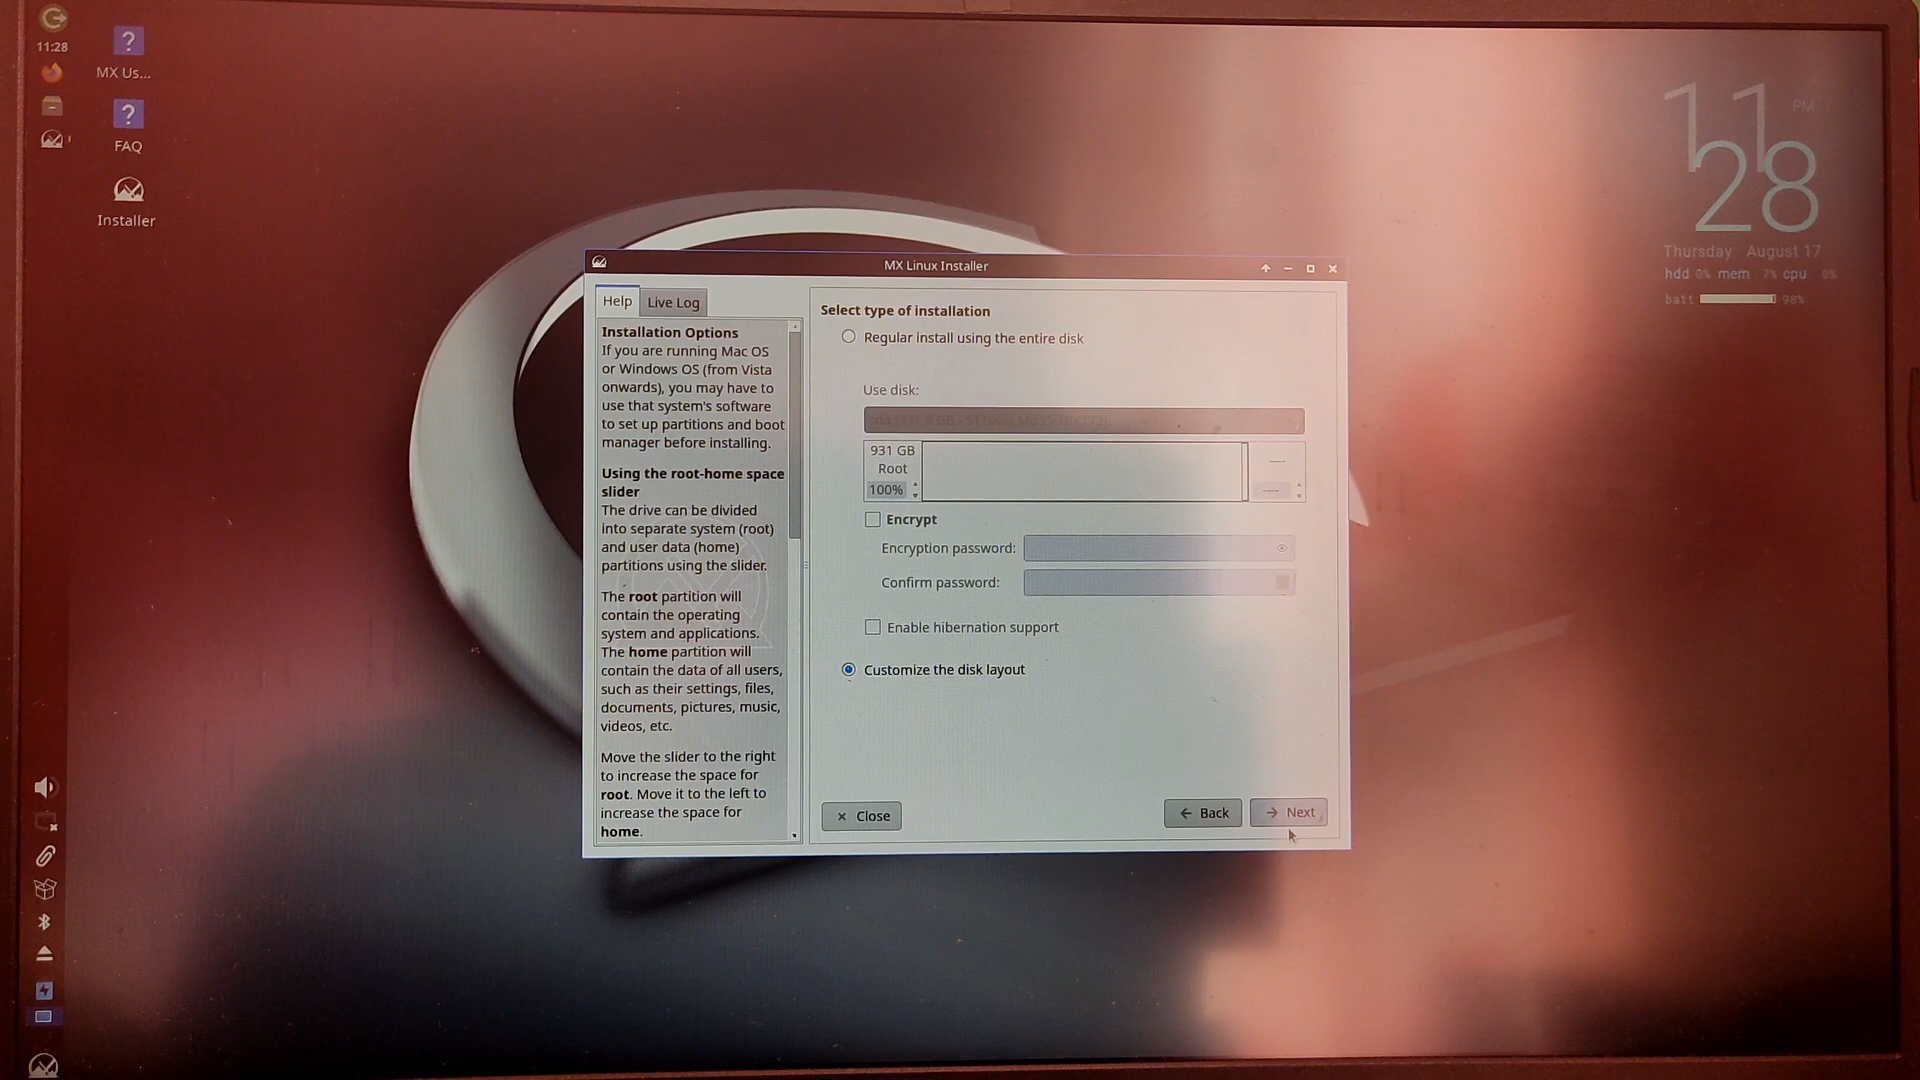 11:28
MX Us...
FAQ
Installer
11 PM
28
Thursday August 17
hdd 0% mem 7% cpu 0%
batt 98%
MX Linux Installer
Help
Live Log
Installation Options
If you are running Mac OS
or Windows OS (from Vista
onwards), you may have to
use that system's software
to set up partitions and boot
manager before installing.
Using the root-home space
slider
The drive can be divided
into separate system (root)
and user data (home)
partitions using the slider.
The root partition will
contain the operating
system and applications.
The home partition will
contain the data of all users,
such as their settings, files,
documents, pictures, music,
videos, etc.
Move the slider to the right
to increase the space for
root. Move it to the left to
increase the space for
home.
Select type of installation
Regular install using the entire disk
Use disk:
931 GB
Root
100%
Encrypt
Encryption password:
Confirm password:
Enable hibernation support
Customize the disk layout
Close
Back
Next